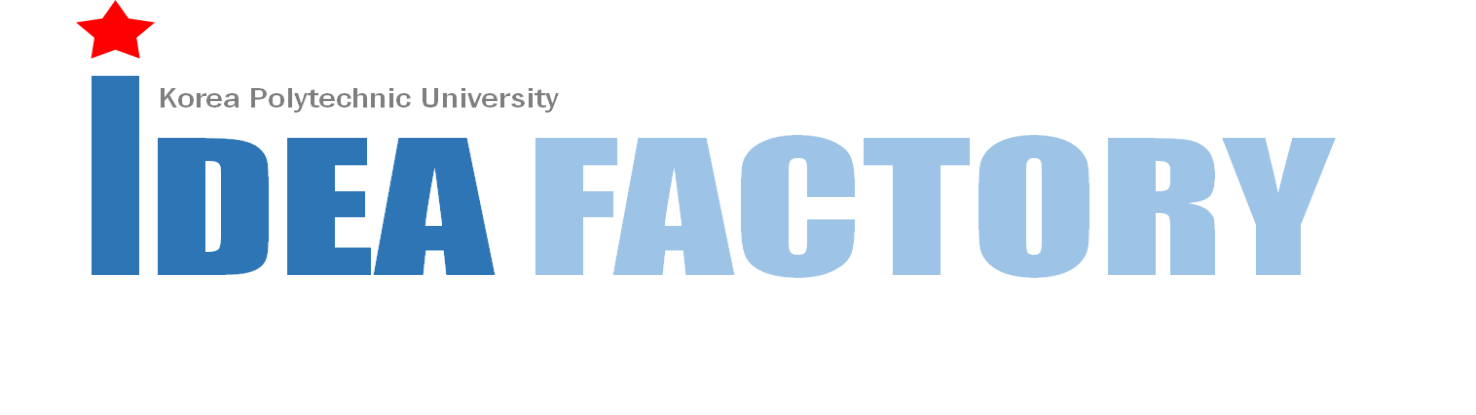 Korea Polytechnic University
IDEA FACTORY